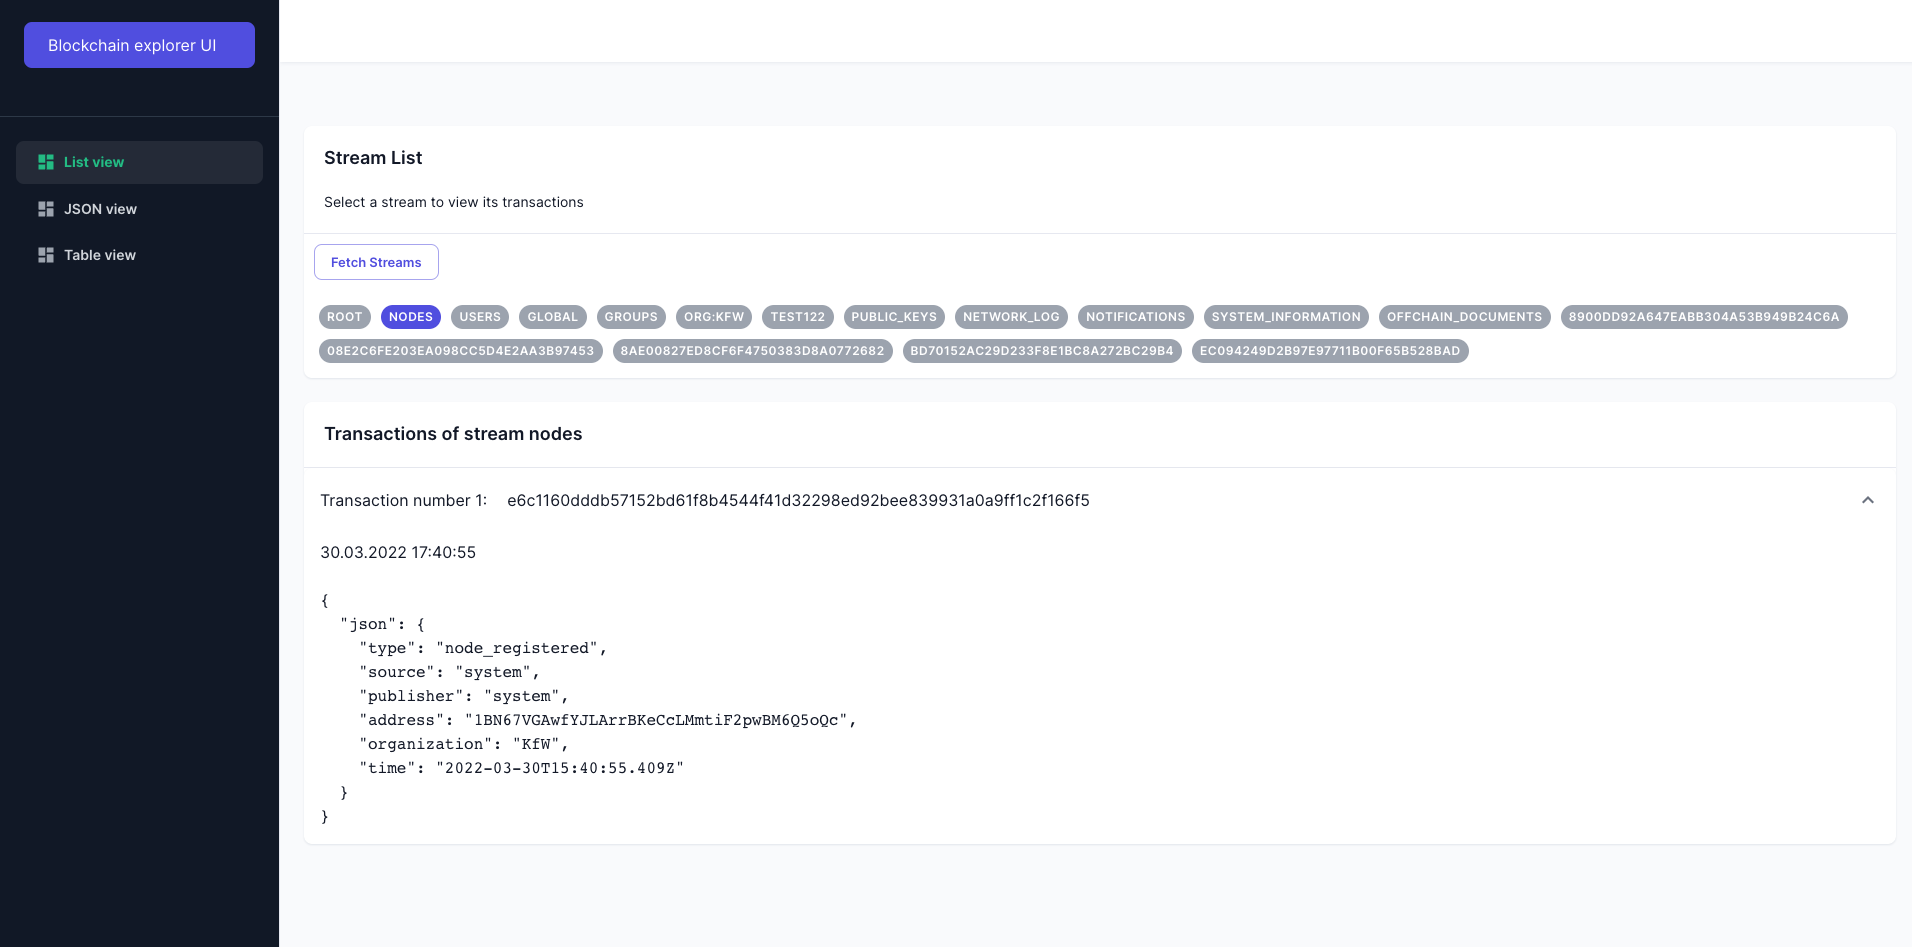 Blockchain explorer UI
List view
JSON view
Table view
Stream List
Select a stream to view its transactions
Fetch Streams
ROOT NODES USERS GLOBAL GROUPS ORG:KFW TEST122 PUBLIC_KEYS NETWORK_LOG NOTIFICATIONS SYSTEM_INFORMATION OFFCHAIN_DOCUMENTS 8900DD92A647EABB304A53B949B24C6A
08E2C6FE203EA098CC5D4E2AA3B97453 8AE00827ED8CF6F4750383D8A0772682 BD70152AC29D233F8E1BC8A272BC29B4 EC094249D2B97E97711B00F65B528BAD
Transactions of stream nodes
Transaction number 1: e6c1160dddb57152bd61f8b4544f41d32298ed92bee839931a0a9ff1c2f166f5
30.03.2022 17:40:55
{
"json": {
"type": "node_registered",
"source": "system",
"publisher": "system",
"address": "1BN67VGAwfYJLArrBKeCcLMmtiF2pwBM6Q5oQc",
"organization": "KfW",
"time": "2022-03-30T15:40:55.409Z"
}
}